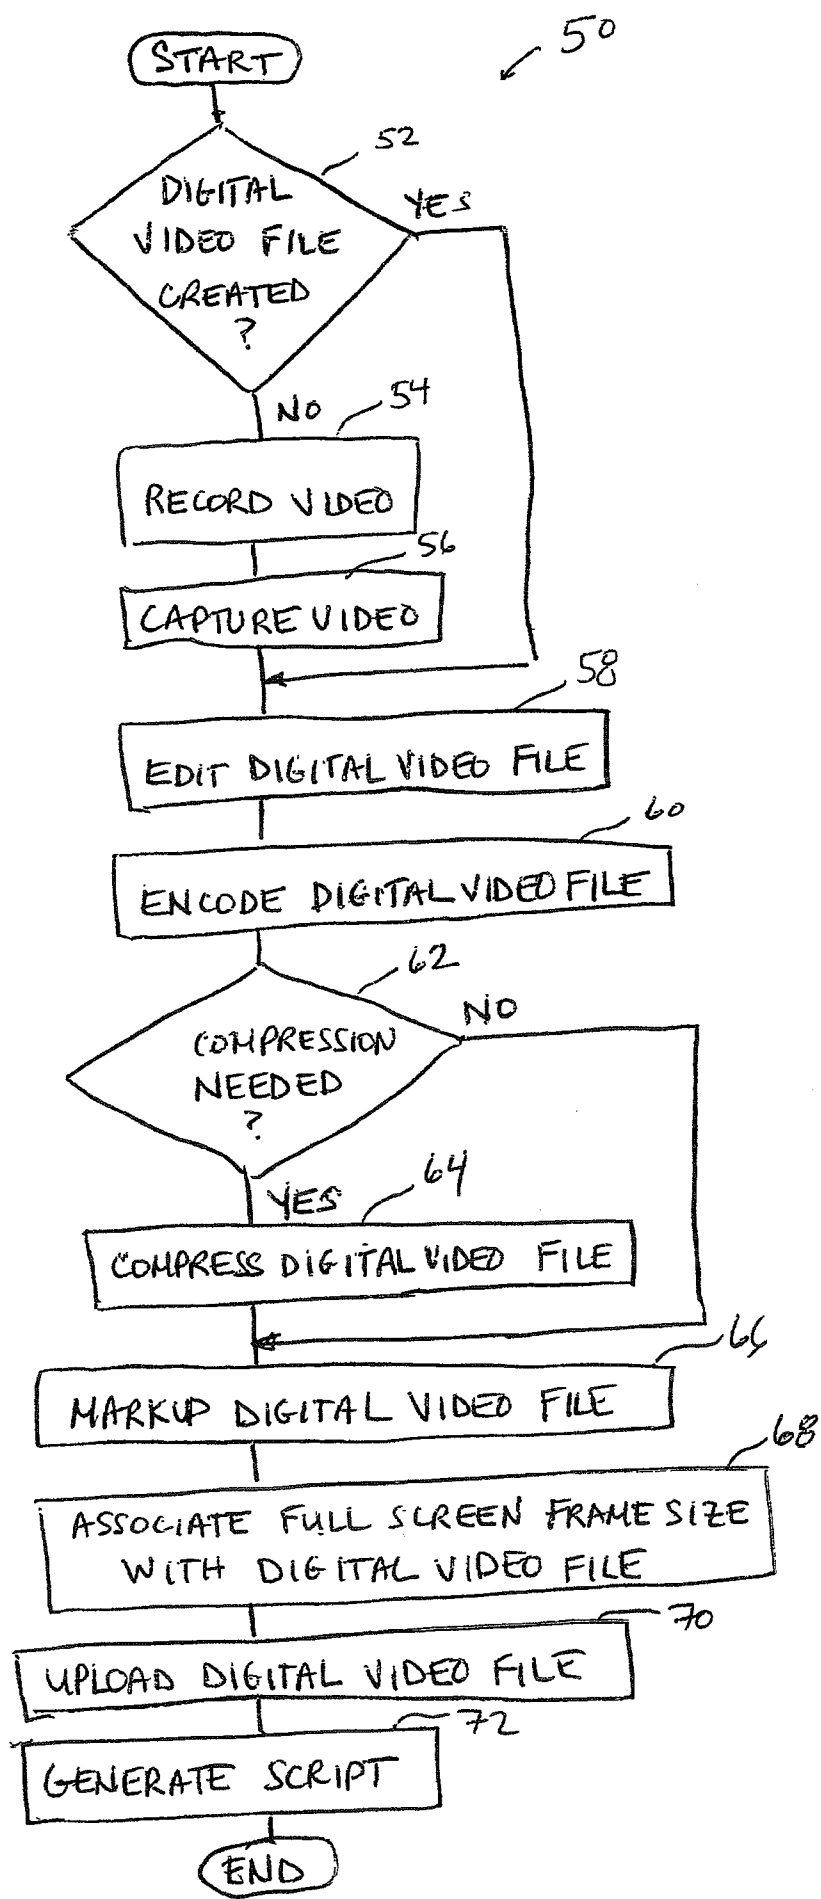 50
START
52
DIGITAL
VIDEO FILE
CREATED
?
YES
NO
54
RECORD VIDEO
56
CAPTURE VIDEO
58
EDIT DIGITAL VIDEO FILE
60
ENCODE DIGITAL VIDEO FILE
62
COMPRESSION
NEEDED
?
NO
YES
64
COMPRESS DIGITAL VIDEO FILE
66
MARKUP DIGITAL VIDEO FILE
68
ASSOCIATE FULL SCREEN FRAME SIZE
WITH DIGITAL VIDEO FILE
70
UPLOAD DIGITAL VIDEO FILE
72
GENERATE SCRIPT
END